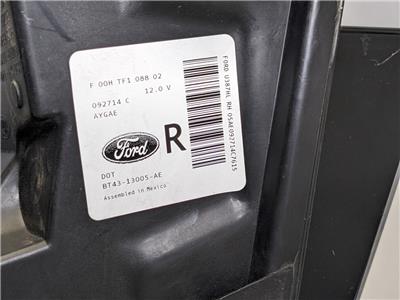 F 00H TF1 088 02
092714 C 12.0 V
AYGAE
Ford
R
DOT
BT43-13005-AE
Assembled in Mexico
FORD U387HL RH 05AE092714C7615